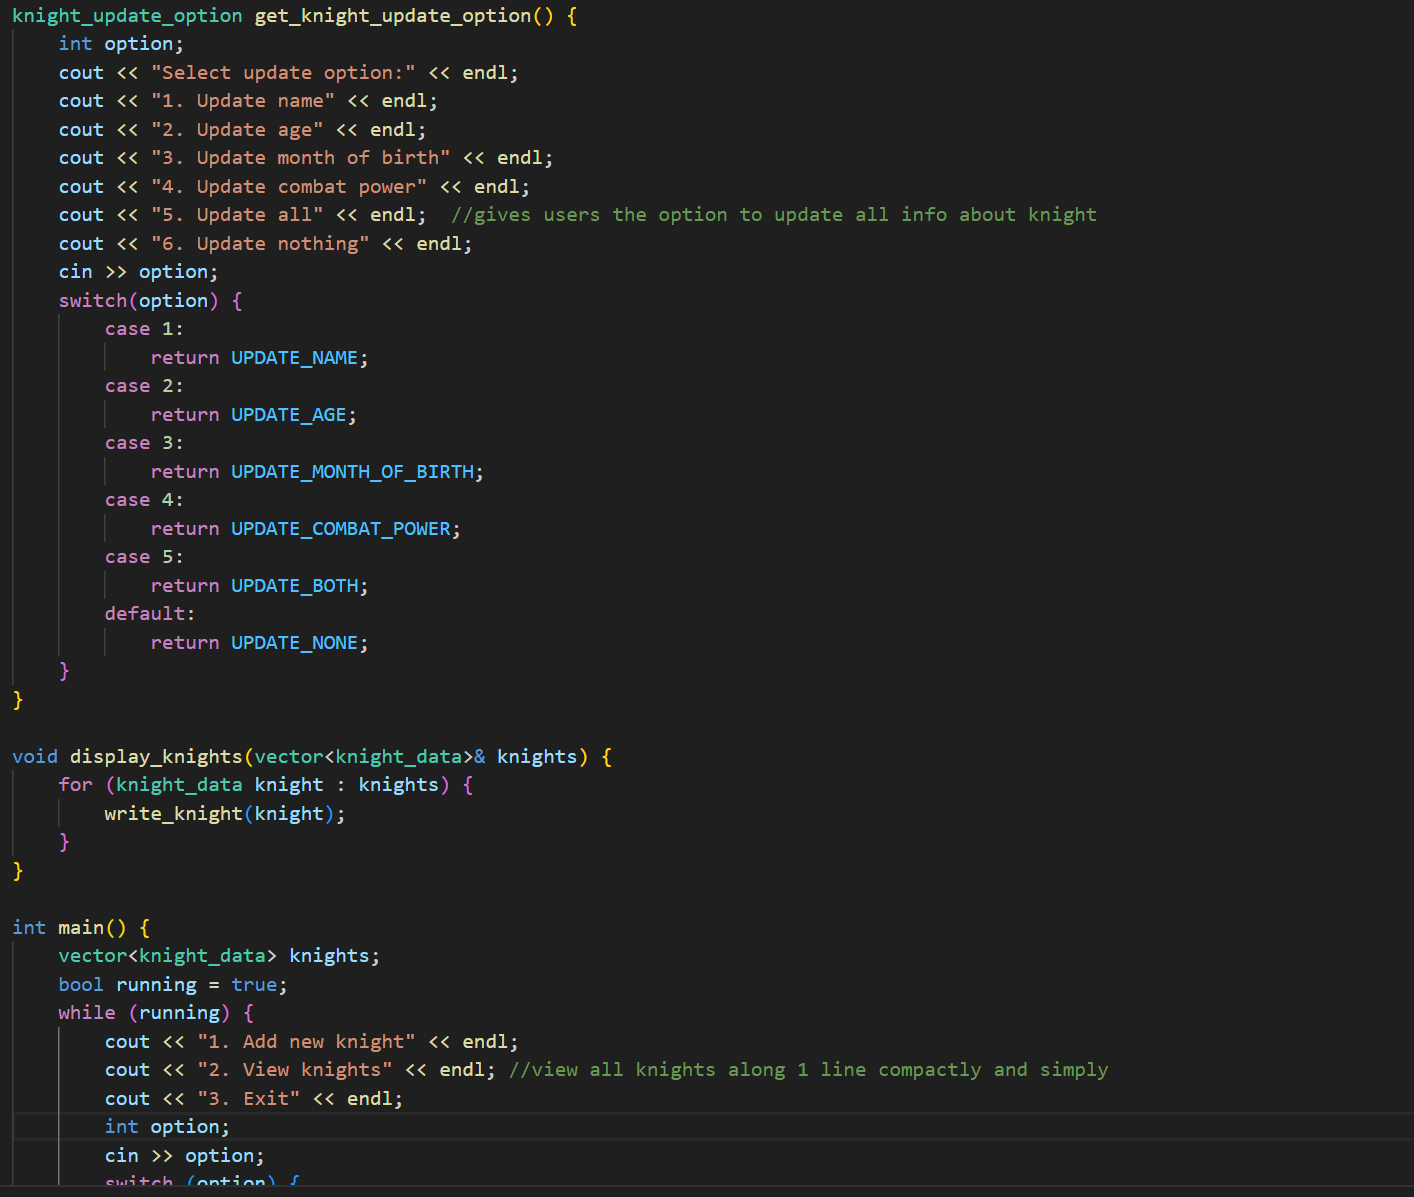 knight_update_option get_knight_update_option() {
    int option;
    cout << "Select update option:" << endl;
    cout << "1. Update name" << endl;
    cout << "2. Update age" << endl;
    cout << "3. Update month of birth" << endl;
    cout << "4. Update combat power" << endl;
    cout << "5. Update all" << endl;  //gives users the option to update all info about knight
    cout << "6. Update nothing" << endl;
    cin >> option;
    switch(option) {
        case 1:
            return UPDATE_NAME;
        case 2:
            return UPDATE_AGE;
        case 3:
            return UPDATE_MONTH_OF_BIRTH;
        case 4:
            return UPDATE_COMBAT_POWER;
        case 5:
            return UPDATE_BOTH;
        default:
            return UPDATE_NONE;
    }
}

void display_knights(vector<knight_data>& knights) {
    for (knight_data knight : knights) {
        write_knight(knight);
    }
}

int main() {
    vector<knight_data> knights;
    bool running = true;
    while (running) {
        cout << "1. Add new knight" << endl;
        cout << "2. View knights" << endl; //view all knights along 1 line compactly and simply
        cout << "3. Exit" << endl;
        int option;
        cin >> option;
        switch (option) {